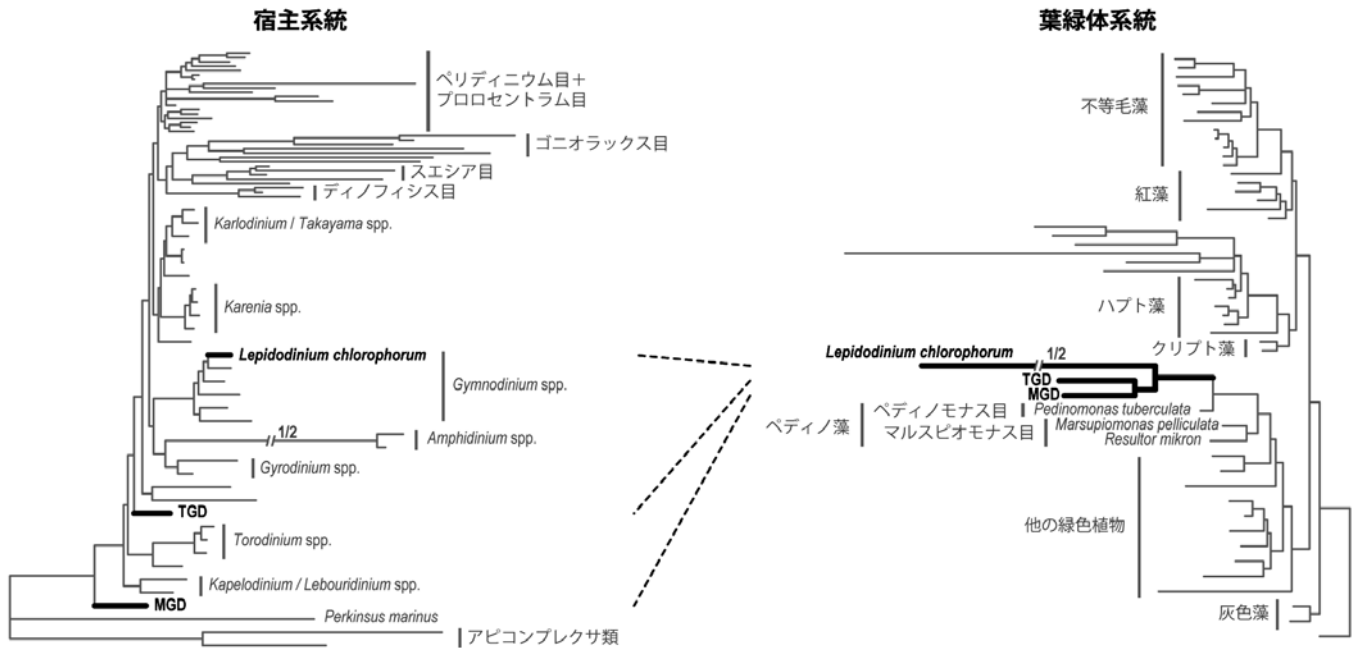 宿主系統
ペリディニウム目＋
プロロセントラム目
ゴニオラックス目
スエシア目
ディノフィシス目
Karlodinium / Takayama spp.
Karenia spp.
Lepidodinium chlorophorum
Gymnodinium spp.
1/2
Amphidinium spp.
Gyrodinium spp.
TGD
Torodinium spp.
Kapelodinium / Lebouridinium spp.
MGD
Perkinsus marinus
アピコンプレクサ類
葉緑体系統
不等毛藻
紅藻
ハプト藻
クリプト藻
Lepidodinium chlorophorum
1/2
TGD
MGD
ペディノ藻
ペディノモナス目
Pedinomonas tuberculata
マルスピオモナス目
Marsupiomonas pelliculata
Resultor mikron
他の緑色植物
灰色藻